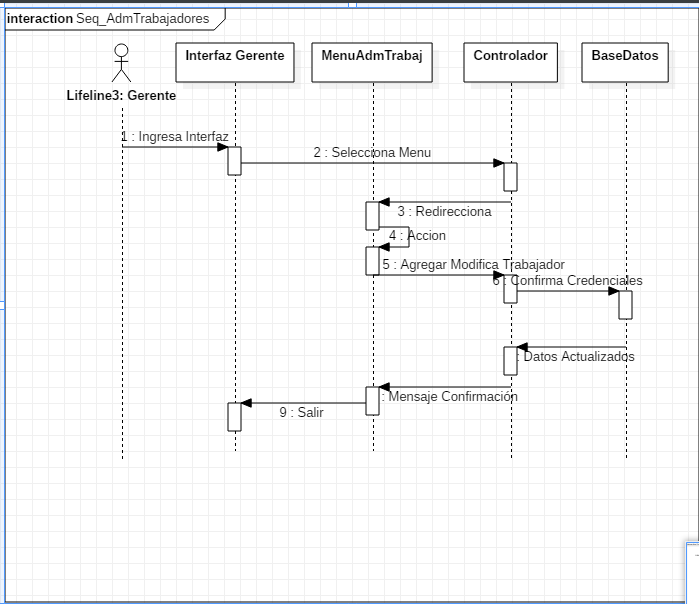 interaction Seq_AdmTrabajadores
Interfaz Gerente
MenuAdmTrabaj
Controlador
BaseDatos
Lifeline3: Gerente
1 : Ingresa Interfaz
2 : Selecciona Menu
3 : Redirecciona
4 : Accion
5 : Agregar Modifica Trabajador
6 : Confirma Credenciales
: Datos Actualizados
: Mensaje Confirmación
9 : Salir